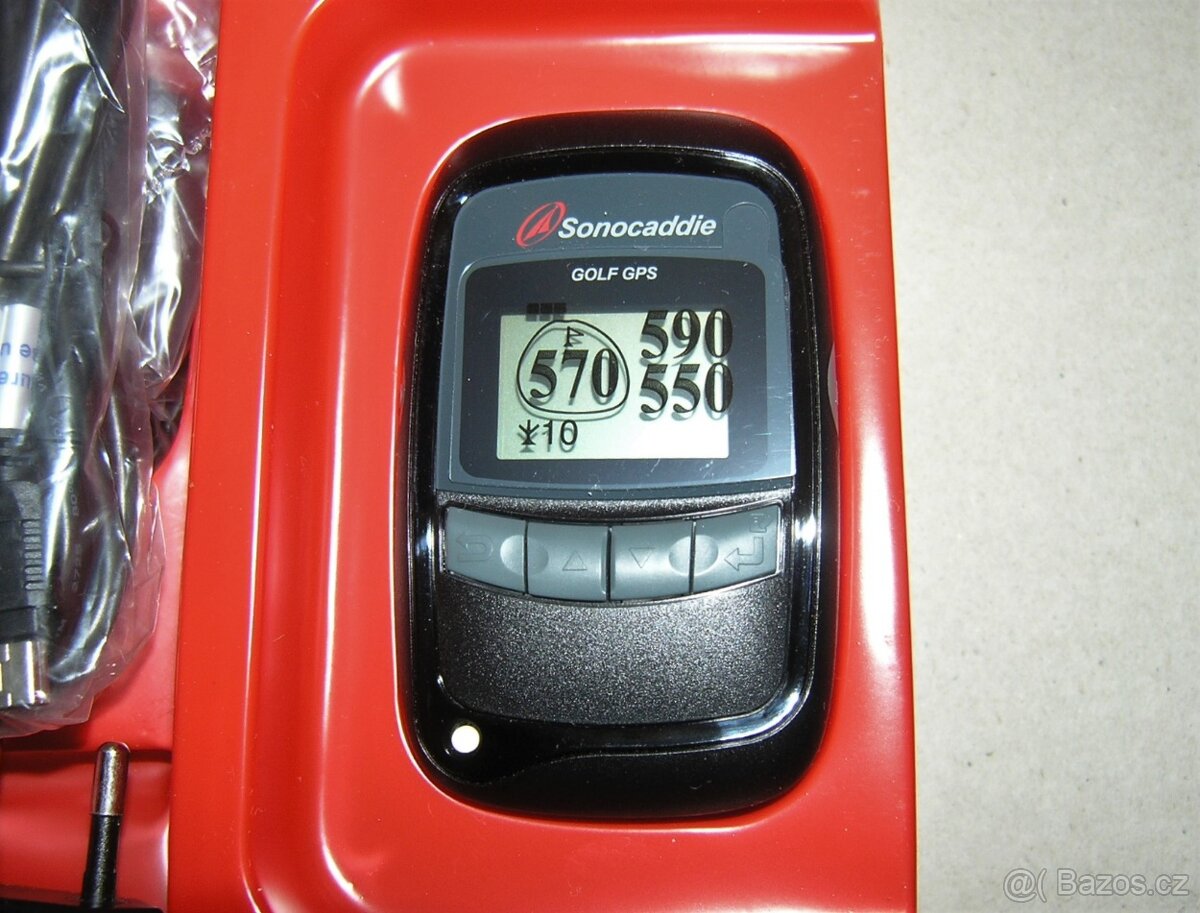 Sonocaddie
GOLF GPS
590
570
550
10
@( Bazos.cz